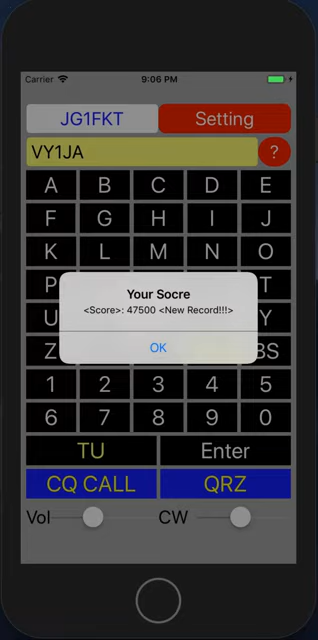 Carrier 9:06 PM
JG1FKT Setting
VY1JA ?
A B C D E
F G H I J
K L M N O
P T
Your Socre
<Score>: 47500 <New Record!!!>
U Y
OK
Z BS
1 2 3 4 5
6 7 8 9 0
TU Enter
CQ CALL QRZ
Vol CW